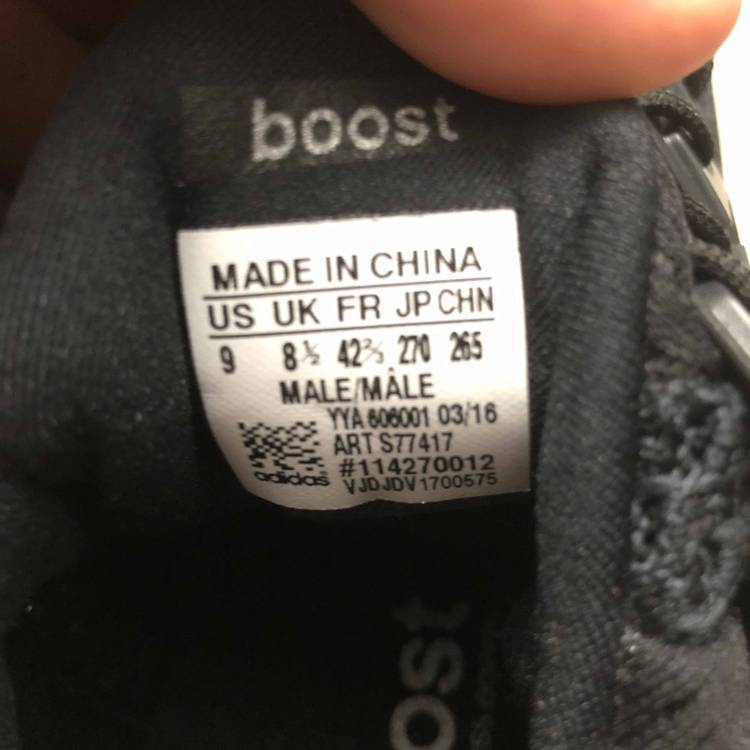 boost
MADE IN CHINA
US UK FR JP CHN
9 8½ 42⅔ 270 265
MALE/MÂLE
YYA 606001 03/16
ART S77417
#114270012
adidas VJDJDV1700575
ost